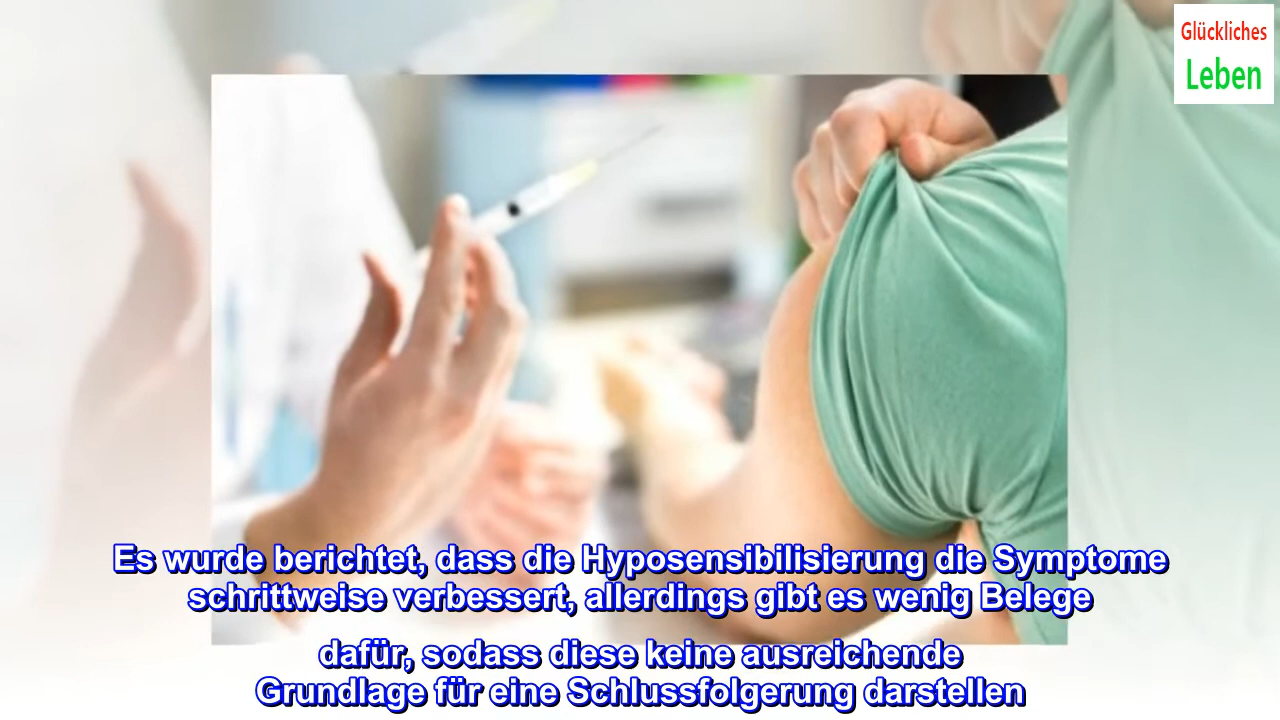 Glückliches
Leben
Es wurde berichtet, dass die Hyposensibilisierung die Symptome
schrittweise verbessert, allerdings gibt es wenig Belege
dafür, sodass diese keine ausreichende
Grundlage für eine Schlussfolgerung darstellen